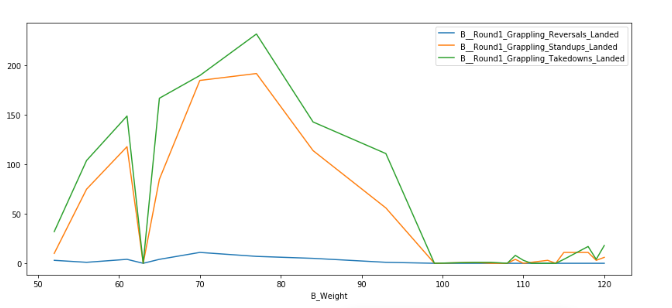 B__Round1_Grappling_Reversals_Landed
B__Round1_Grappling_Standups_Landed
B__Round1_Grappling_Takedowns_Landed
200
150
100
50
0
50 60 70 80 90 100 110 120
B_Weight